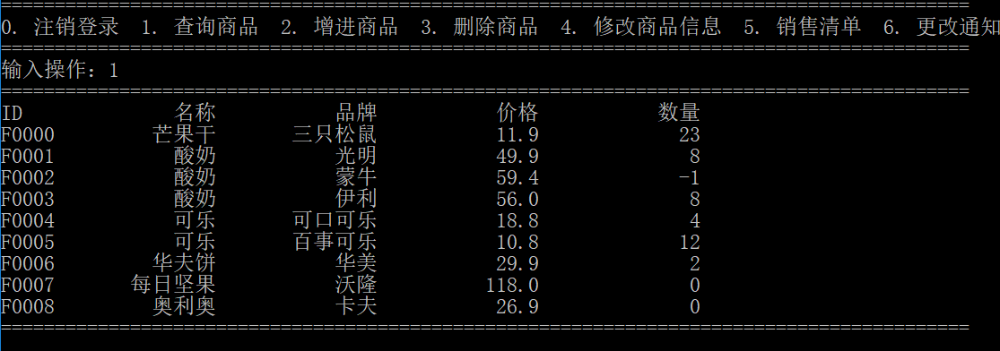 ==========================================================================================
0. 注销登录  1. 查询商品  2. 增进商品  3. 删除商品  4. 修改商品信息  5. 销售清单  6. 更改通知
==========================================================================================
输入操作: 1
==========================================================================================
ID              名称           品牌           价格           数量
F0000         芒果干       三只松鼠           11.9             23
F0001           酸奶           光明           49.9              8
F0002           酸奶           蒙牛           59.4             -1
F0003           酸奶           伊利           56.0              8
F0004           可乐       可口可乐           18.8              4
F0005           可乐       百事可乐           10.8             12
F0006         华夫饼           华美           29.9              2
F0007       每日坚果           沃隆          118.0              0
F0008         奥利奥           卡夫           26.9              0
==========================================================================================